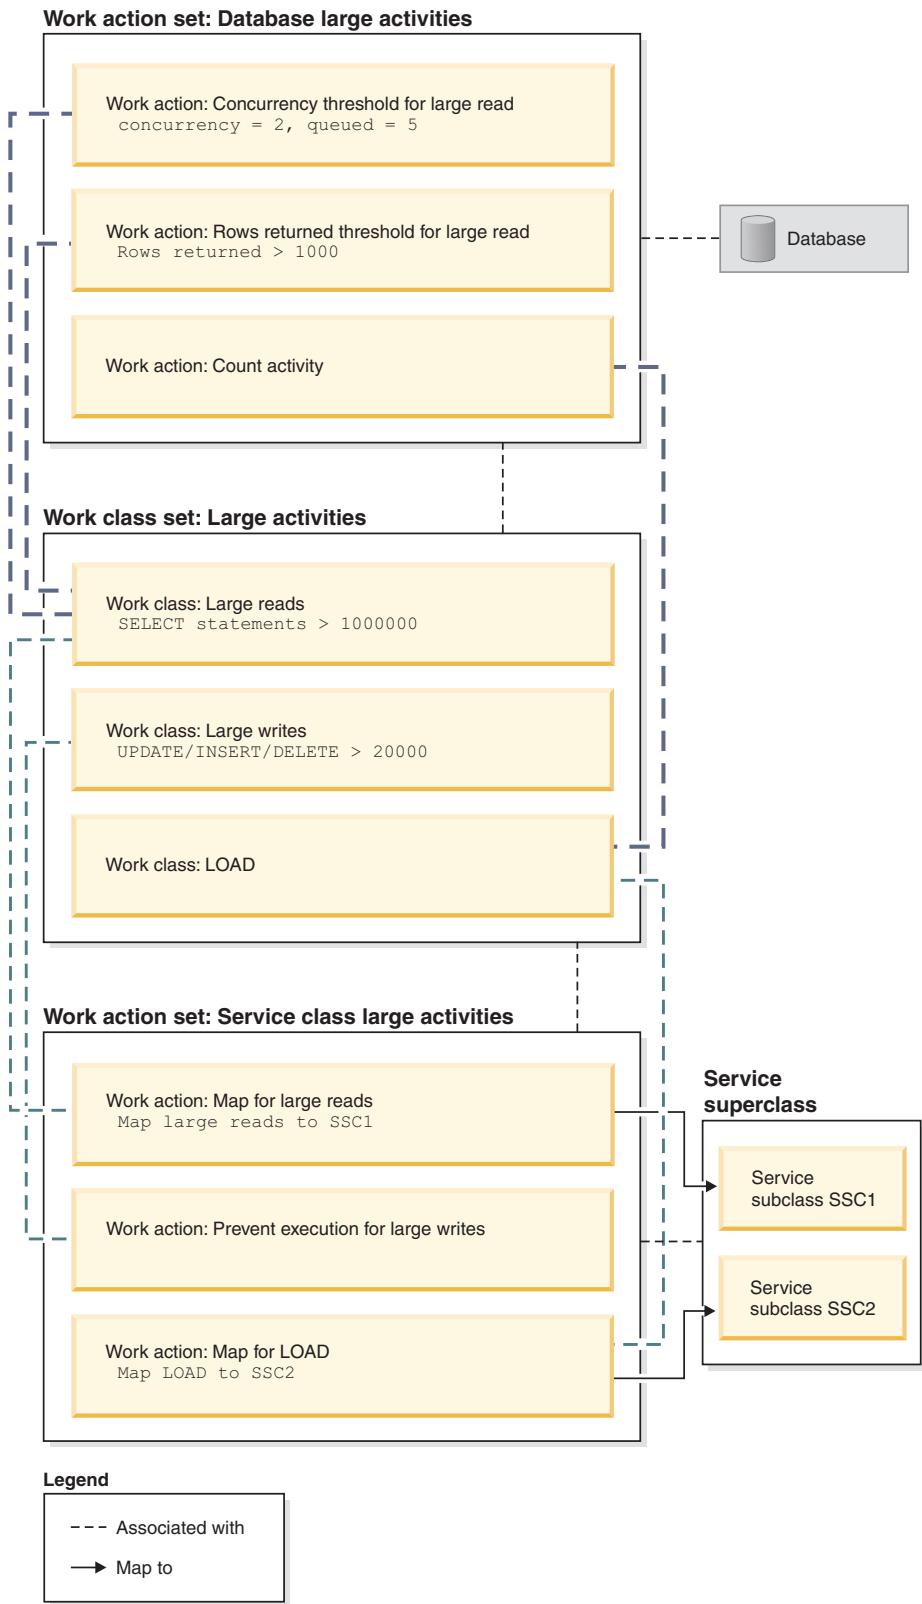 Work action set: Database large activities
Work action: Concurrency threshold for large read
concurrency = 2, queued = 5
Work action: Rows returned threshold for large read
Rows returned > 1000
Database
Work action: Count activity
Work class set: Large activities
Work class: Large reads
SELECT statements > 1000000
Work class: Large writes
UPDATE/INSERT/DELETE > 20000
Work class: LOAD
Work action set: Service class large activities
Work action: Map for large reads
Map large reads to SSC1
Work action: Prevent execution for large writes
Work action: Map for LOAD
Map LOAD to SSC2
Service
superclass
Service
subclass SSC1
Service
subclass SSC2
Legend
Associated with
Map to